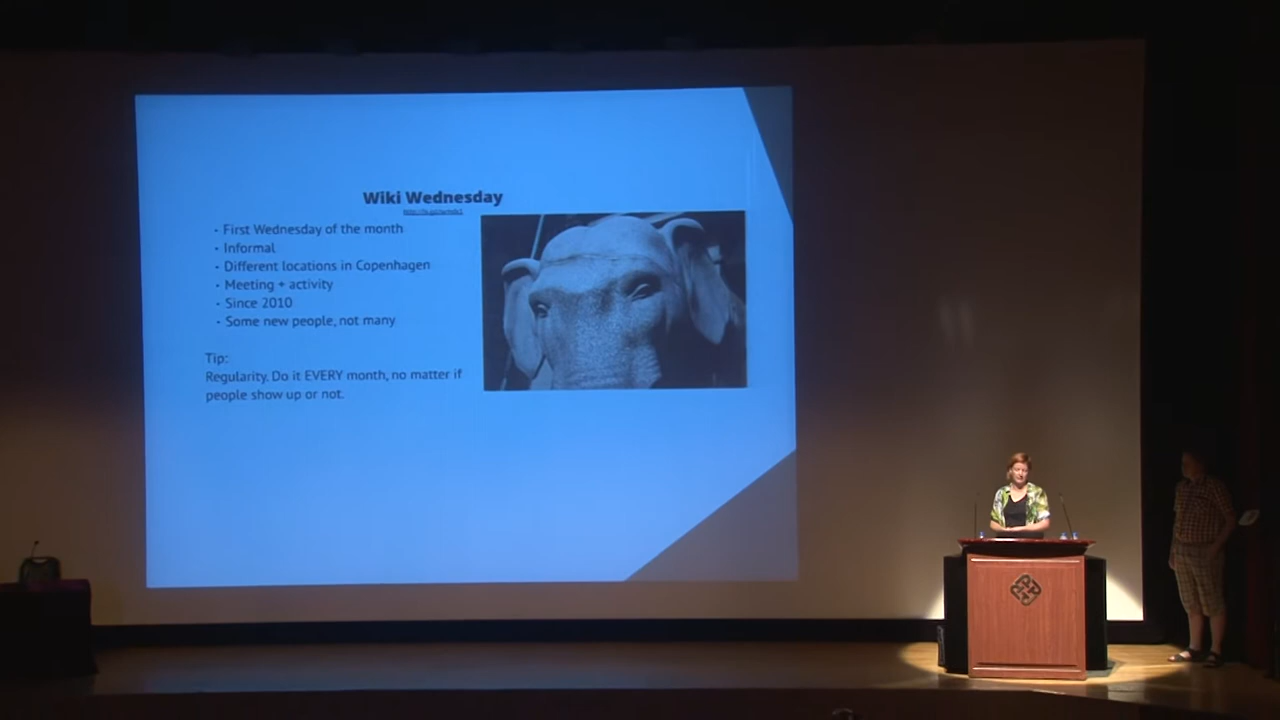 Wiki Wednesday
· First Wednesday of the month
· Informal
· Different locations in Copenhagen
· Meeting + activity
· Since 2010
· Some new people, not many
Tip:
Regularity. Do it EVERY month, no matter if
people show up or not.